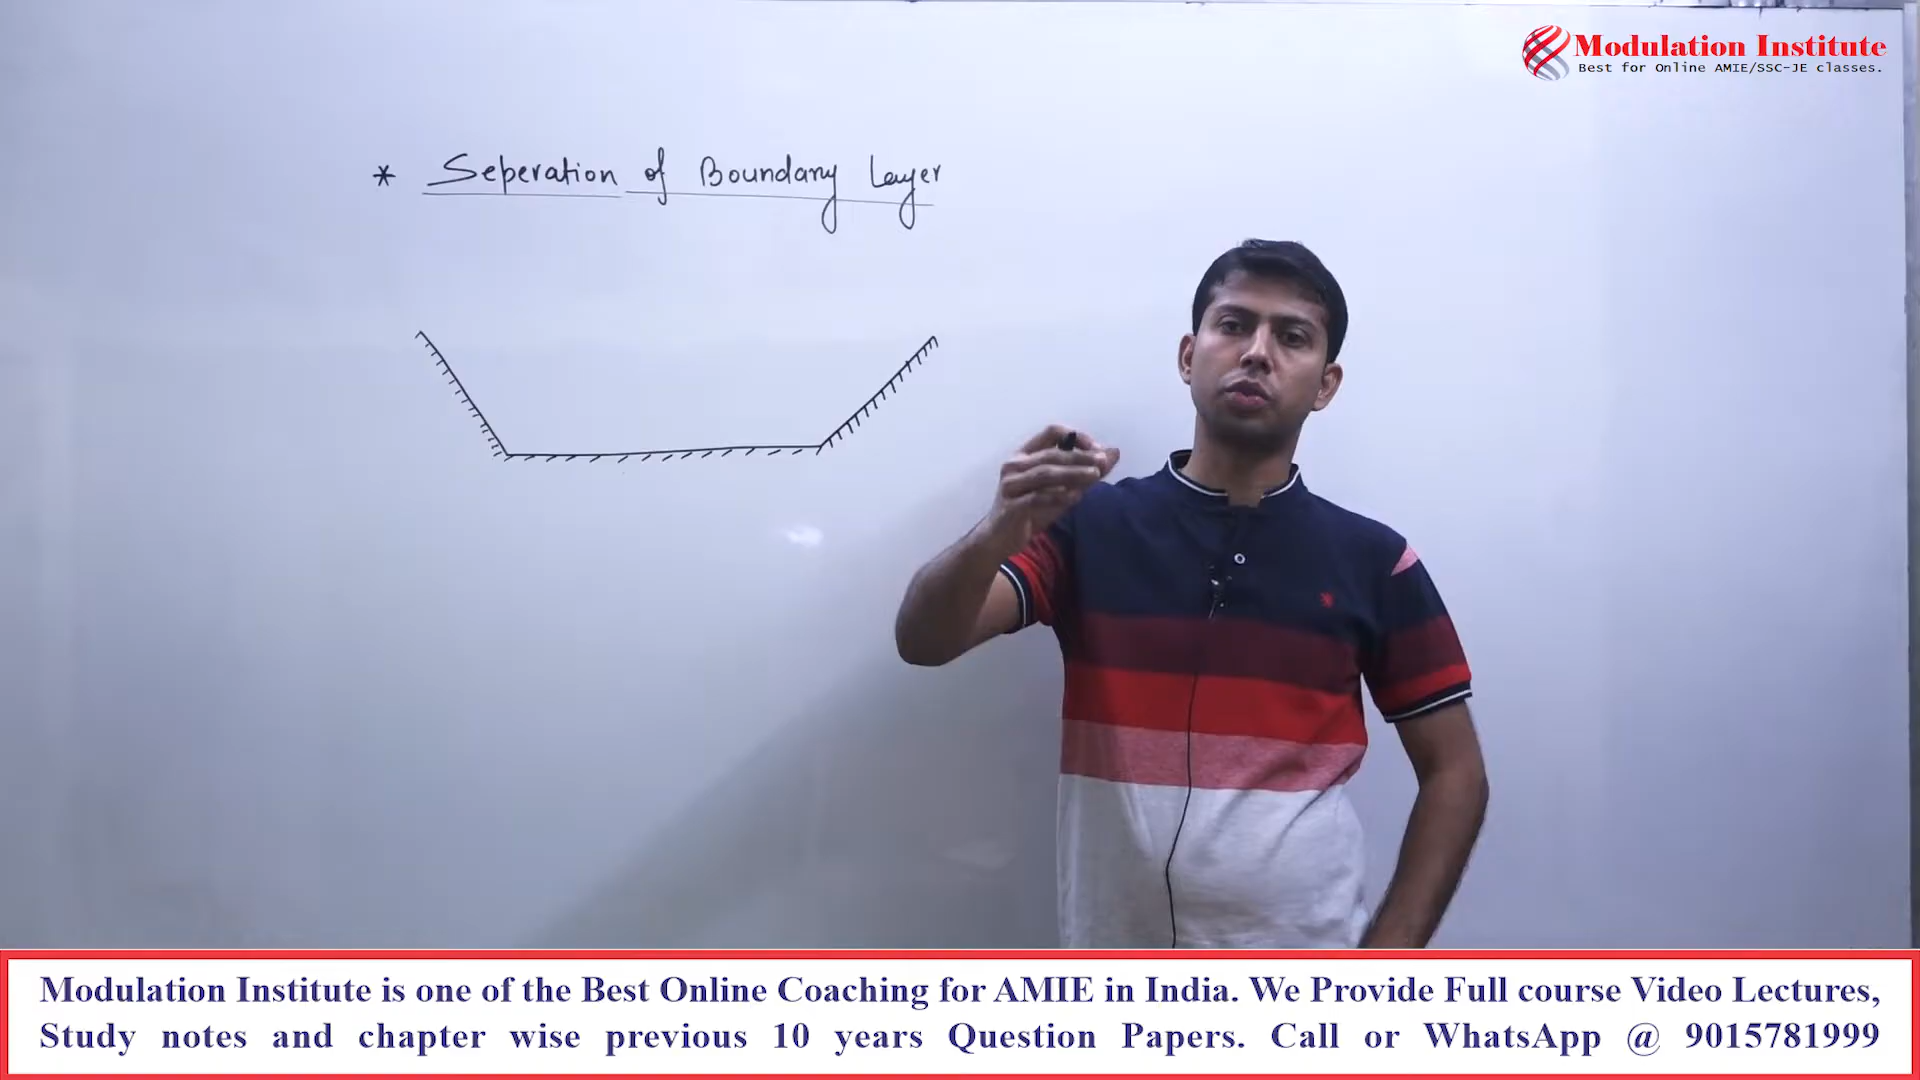 Modulation Institute
Best for Online AMIE/SSC-JE classes.
* Seperation of Boundary Layer
Modulation Institute is one of the Best Online Coaching for AMIE in India. We Provide Full course Video Lectures,
Study notes and chapter wise previous 10 years Question Papers. Call or WhatsApp @ 9015781999